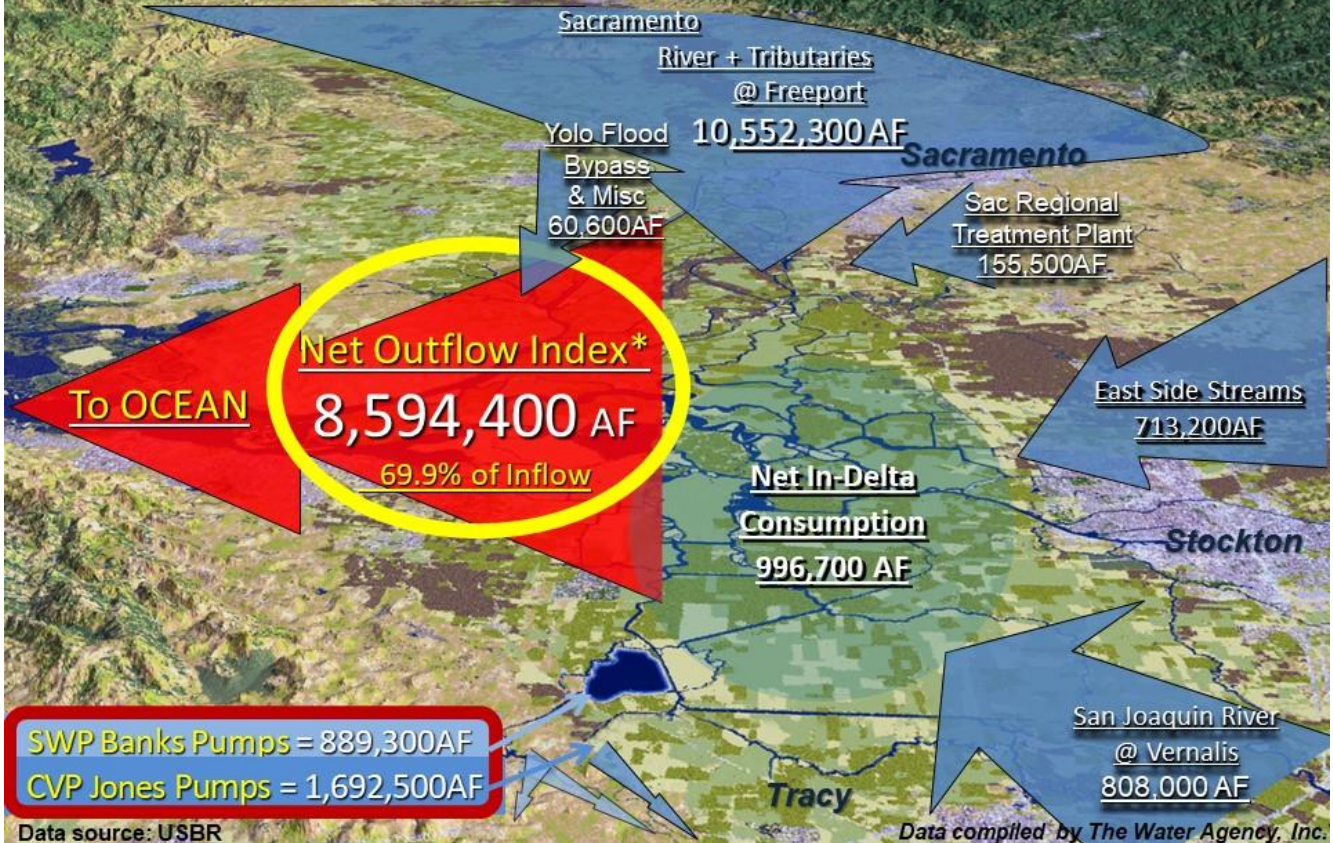 Sacramento
River + Tributaries
@ Freeport
10,552,300 AF
Sacramento
Yolo Flood
Bypass
& Misc
60,600AF
Sac Regional
Treatment Plant
155,500AF
Net Outflow Index*
8,594,400 AF
69.9% of Inflow
To OCEAN
East Side Streams
713,200AF
Net In-Delta
Consumption
996,700 AF
Stockton
San Joaquin River
@ Vernalis
808,000 AF
SWP Banks Pumps = 889,300AF
CVP Jones Pumps = 1,692,500AF
Tracy
Data source: USBR
Data compiled by The Water Agency, Inc.